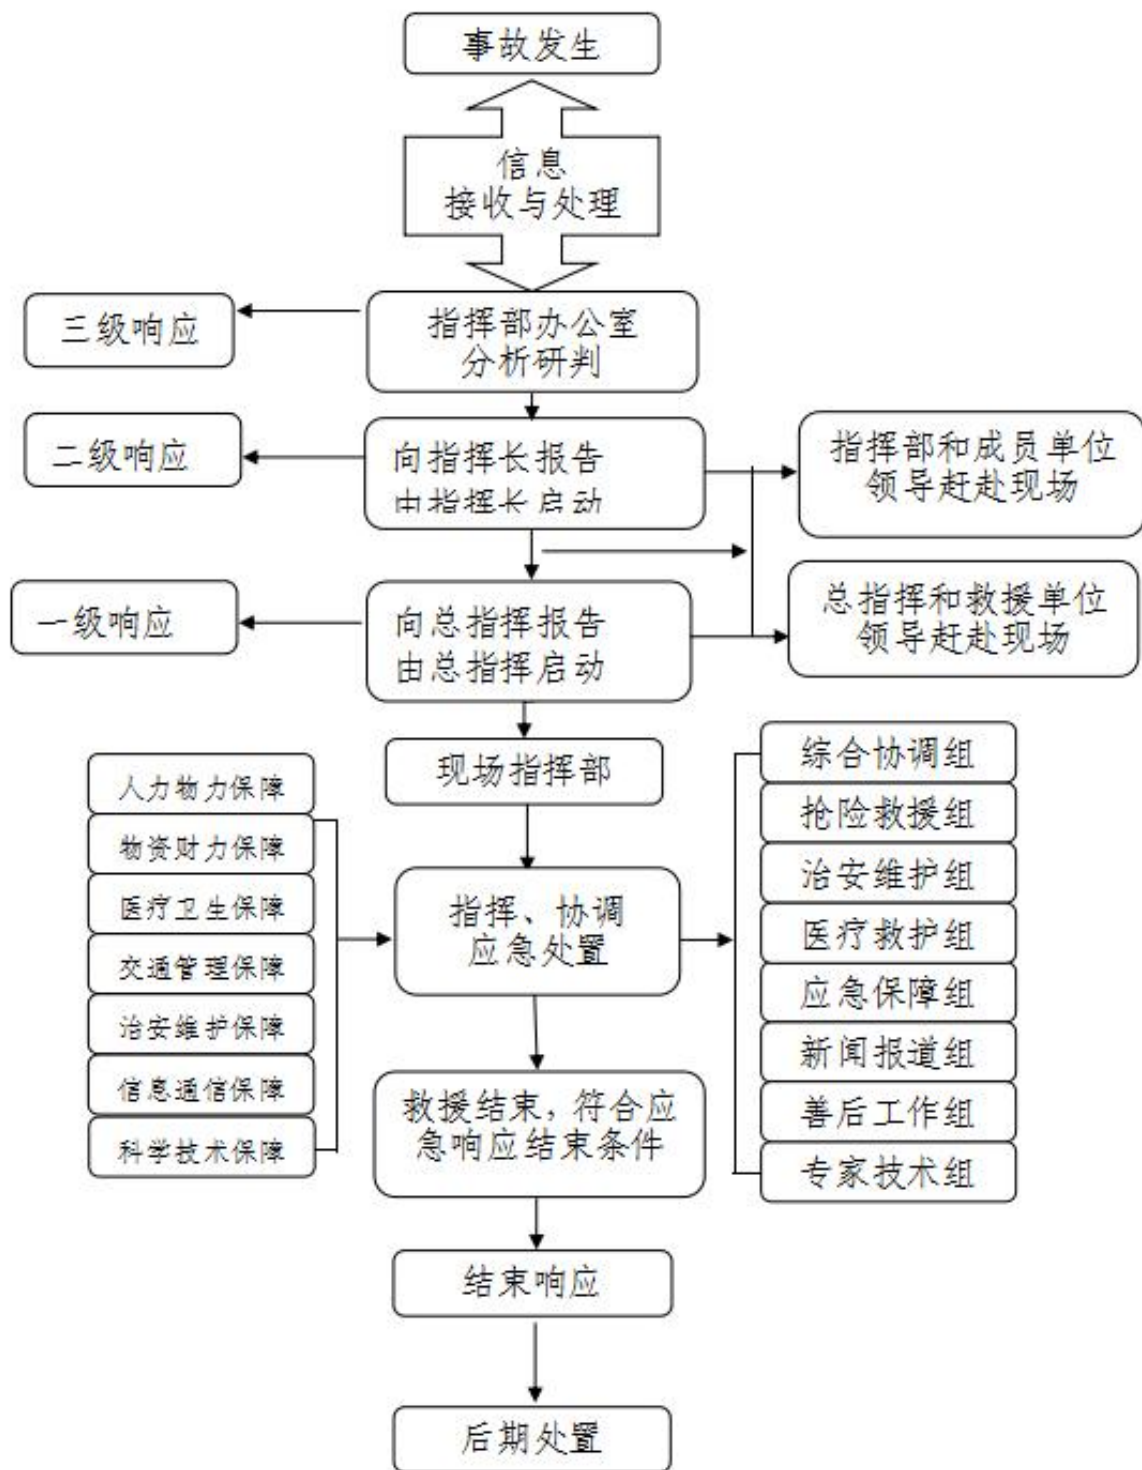 事故发生
信息
接收与处理
三级响应
指挥部办公室
分析研判
二级响应
向指挥长报告
由指挥长启动
指挥部和成员单位
领导赶赴现场
一级响应
向总指挥报告
由总指挥启动
总指挥和救援单位
领导赶赴现场
现场指挥部
人力物力保障
物资财力保障
医疗卫生保障
交通管理保障
治安维护保障
信息通信保障
科学技术保障
指挥、协调
应急处置
综合协调组
抢险救援组
治安维护组
医疗救护组
应急保障组
新闻报道组
善后工作组
专家技术组
救援结束，符合应
急响应结束条件
结束响应
后期处置